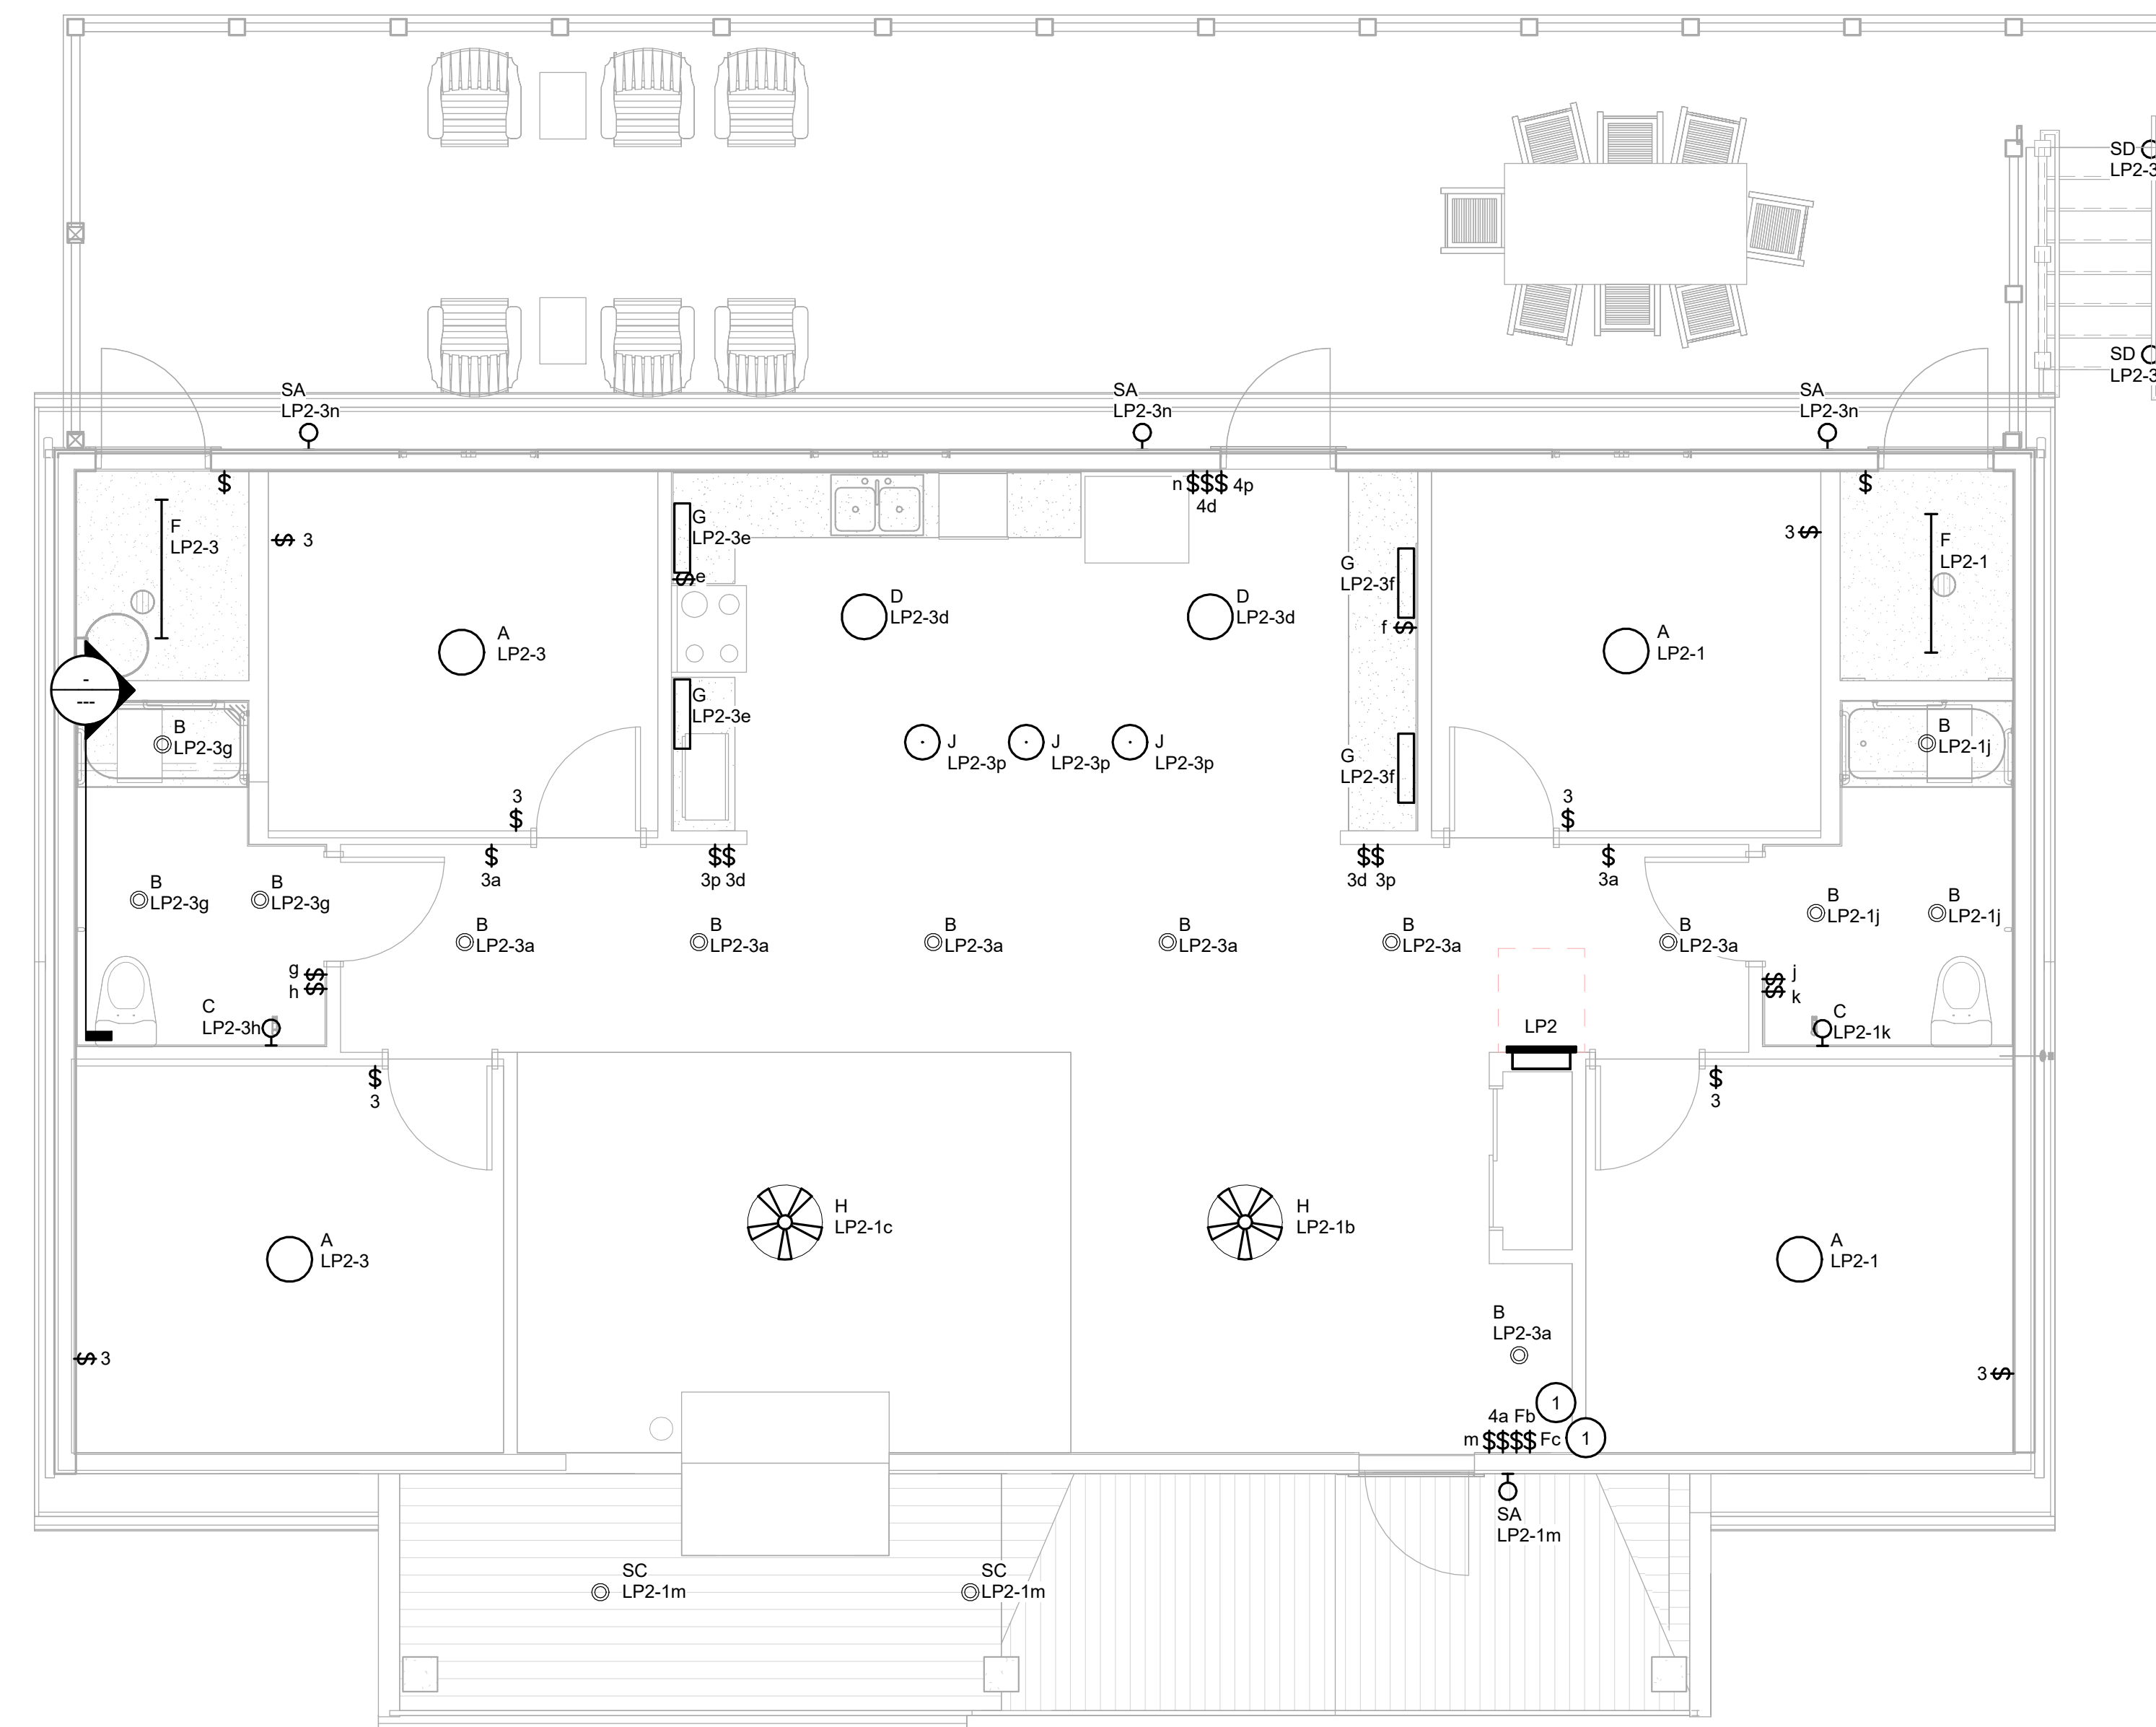 SD
LP2-3
SD
LP2-3
SA
LP2-3n
SA
LP2-3n
SA
LP2-3n
$
n $$$ 4p
4d
$
F
LP2-3
$ 3
G
LP2-3e
$ e
3 $
F
LP2-1
G
LP2-3f
f $
D
LP2-3d
D
LP2-3d
A
LP2-3
A
LP2-1
-
---
G
LP2-3e
B
LP2-3g
J
LP2-3p
J
LP2-3p
J
LP2-3p
G
LP2-3f
B
LP2-1j
3
$
3
$
$
3a
$$
3p 3d
$$
3d 3p
$
3a
B
LP2-3g
B
LP2-3g
B
LP2-1j
B
LP2-1j
B
LP2-3a
B
LP2-3a
B
LP2-3a
B
LP2-3a
B
LP2-3a
B
LP2-3a
g $
h $
$ j
$ k
C
LP2-3h
LP2
C
LP2-1k
$
3
$
3
H
LP2-1c
H
LP2-1b
A
LP2-3
A
LP2-1
B
LP2-3a
$ 3
3 $
1
4a Fb
m $$$$ Fc
1
SA
LP2-1m
SC
LP2-1m
SC
LP2-1m